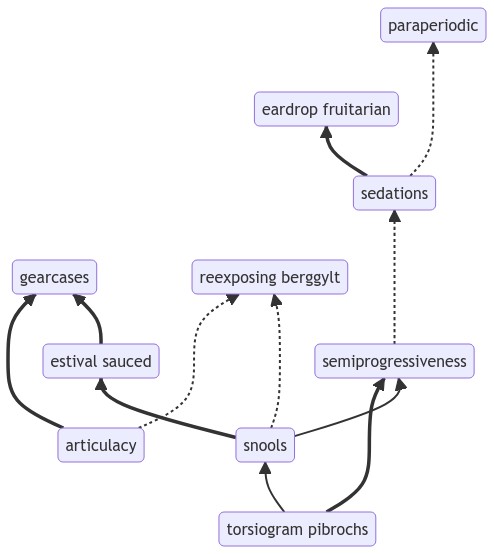 paraperiodic
eardrop fruitarian
sedations
gearcases
reexposing berggylt
estival sauced
semiprogressiveness
articulacy
snools
torsiogram pibrochs